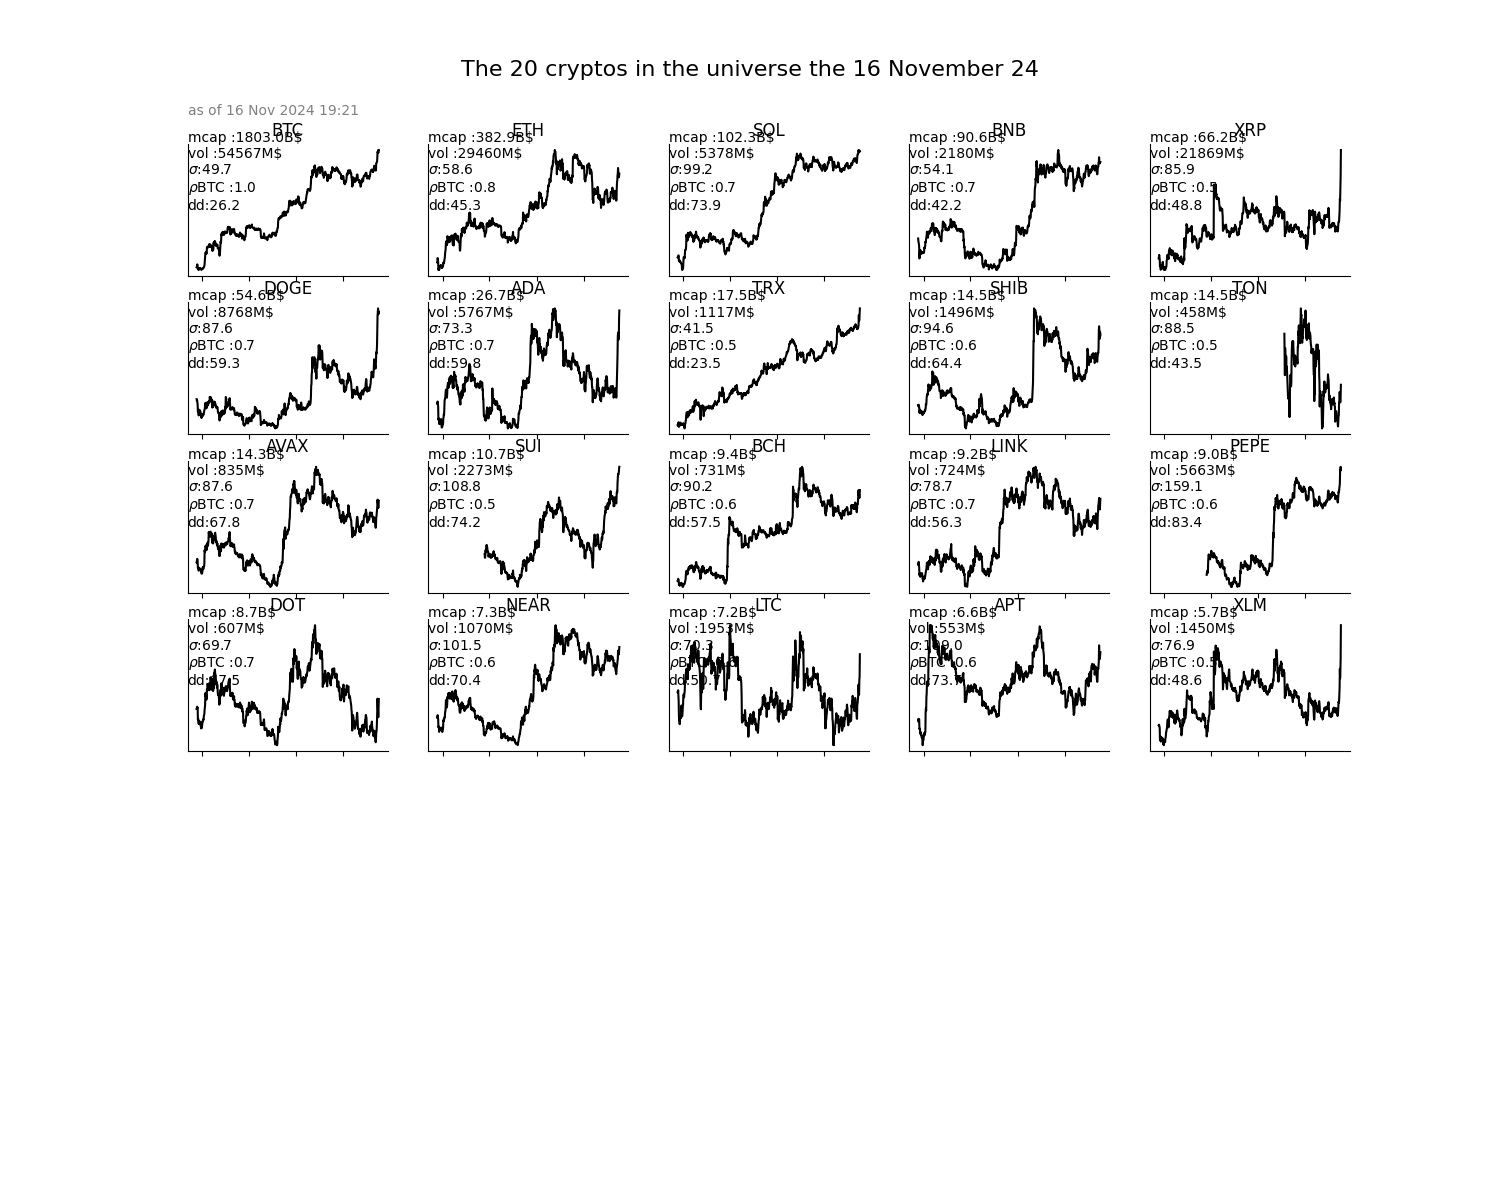 The 20 cryptos in the universe the 16 November 24
as of 16 Nov 2024 19:21
BTC
mcap :1803.0B$
vol :54567M$
σ:49.7
ρBTC :1.0
dd:26.2
ETH
mcap :382.9B$
vol :29460M$
σ:58.6
ρBTC :0.8
dd:45.3
SOL
mcap :102.3B$
vol :5378M$
σ:99.2
ρBTC :0.7
dd:73.9
BNB
mcap :90.6B$
vol :2180M$
σ:54.1
ρBTC :0.7
dd:42.2
XRP
mcap :66.2B$
vol :21869M$
σ:85.9
ρBTC :0.5
dd:48.8
DOGE
mcap :54.6B$
vol :8768M$
σ:87.6
ρBTC :0.7
dd:59.3
ADA
mcap :26.7B$
vol :5767M$
σ:73.3
ρBTC :0.7
dd:59.8
TRX
mcap :17.5B$
vol :1117M$
σ:41.5
ρBTC :0.5
dd:23.5
SHIB
mcap :14.5B$
vol :1496M$
σ:94.6
ρBTC :0.6
dd:64.4
TON
mcap :14.5B$
vol :458M$
σ:88.5
ρBTC :0.5
dd:43.5
AVAX
mcap :14.3B$
vol :835M$
σ:87.6
ρBTC :0.7
dd:67.8
SUI
mcap :10.7B$
vol :2273M$
σ:108.8
ρBTC :0.5
dd:74.2
BCH
mcap :9.4B$
vol :731M$
σ:90.2
ρBTC :0.6
dd:57.5
LINK
mcap :9.2B$
vol :724M$
σ:78.7
ρBTC :0.7
dd:56.3
PEPE
mcap :9.0B$
vol :5663M$
σ:159.1
ρBTC :0.6
dd:83.4
DOT
mcap :8.7B$
vol :607M$
σ:69.7
ρBTC :0.7
NEAR
mcap :7.3B$
vol :1070M$
σ:101.5
ρBTC :0.6
dd:70.4
LTC
mcap :7.2B$
vol :1953M$
σ:70.3
APT
mcap :6.6B$
vol :553M$
ρBTC :0.6
XLM
mcap :5.7B$
vol :1450M$
σ:76.9
ρBTC :0.5
dd:48.6